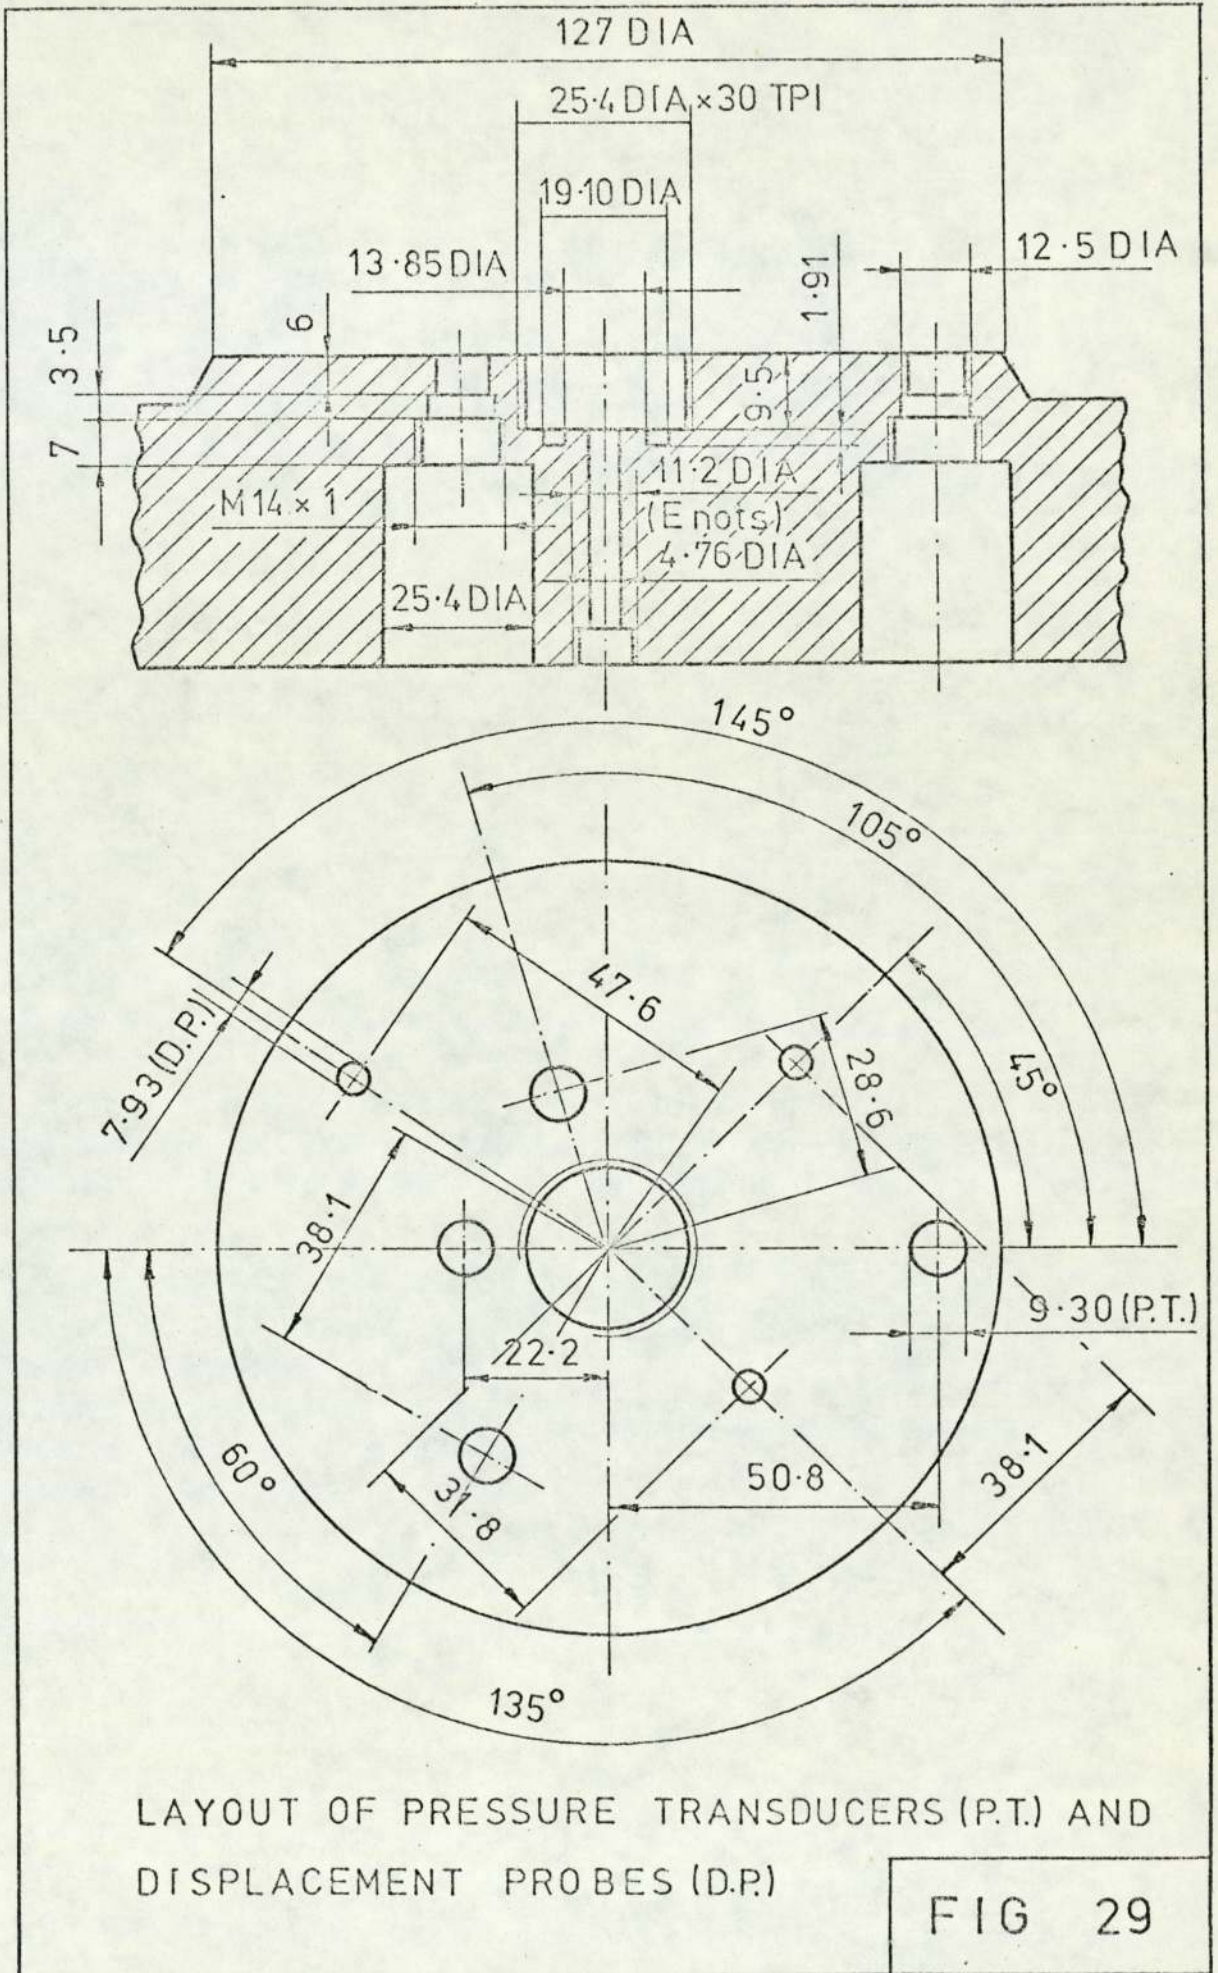 127 DIA
25·4 DIA × 30 TPI
19·10 DIA
13·85 DIA
12·5 DIA
1·91
6
3·5
7
9·5
M14 × 1
11·2 DIA
(Enots)
4·76 DIA
25·4 DIA
145°
105°
47·6
45°
28·6
7·93 (D.P.)
38·1
9·30 (P.T.)
22·2
60°
31·8
50·8
38·1
135°
LAYOUT OF PRESSURE TRANSDUCERS (P.T.) AND
DISPLACEMENT PROBES (D.P.)
FIG 29